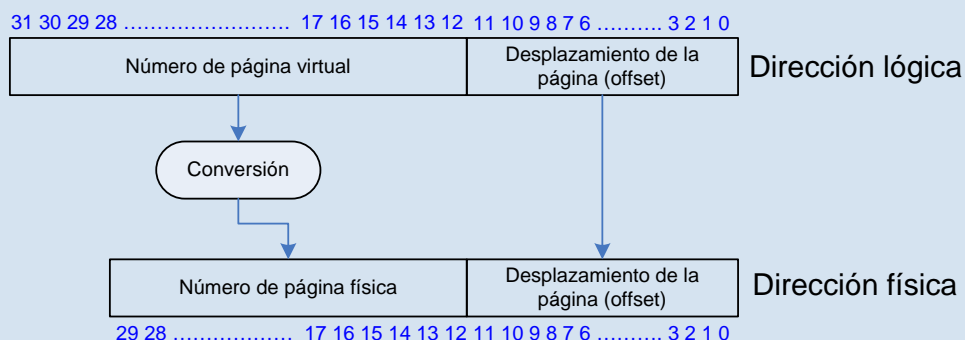 31 30 29 28 ........................ 17 16 15 14 13 12 11 10 9 8 7 6 .......... 3 2 1 0
Número de página virtual
Desplazamiento de la
página (offset)
Dirección lógica
Conversión
Número de página física
Desplazamiento de la
página (offset)
Dirección física
29 28 ................. 17 16 15 14 13 12 11 10 9 8 7 6 .......... 3 2 1 0